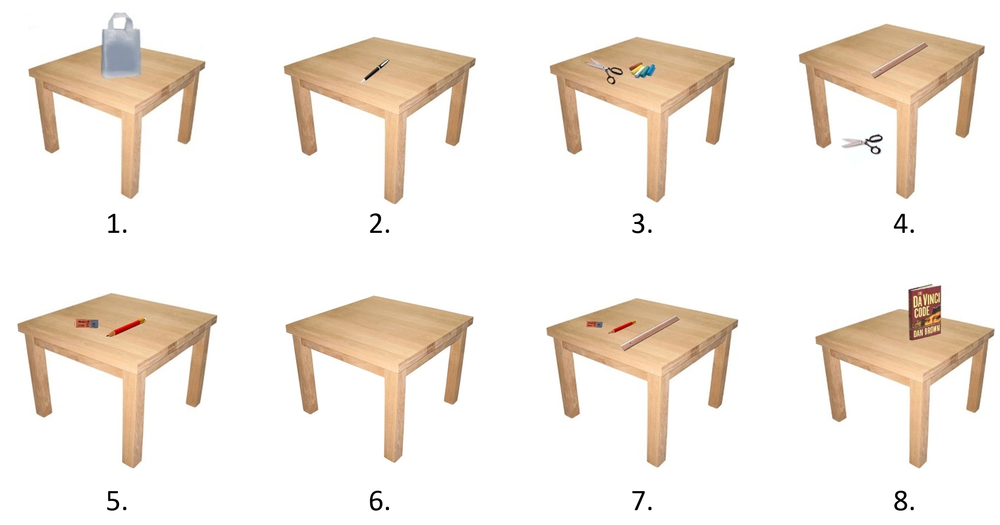 1.
2.
3.
4.
THE
DA VINCI
CODE
DAN BROWN
5.
6.
7.
8.